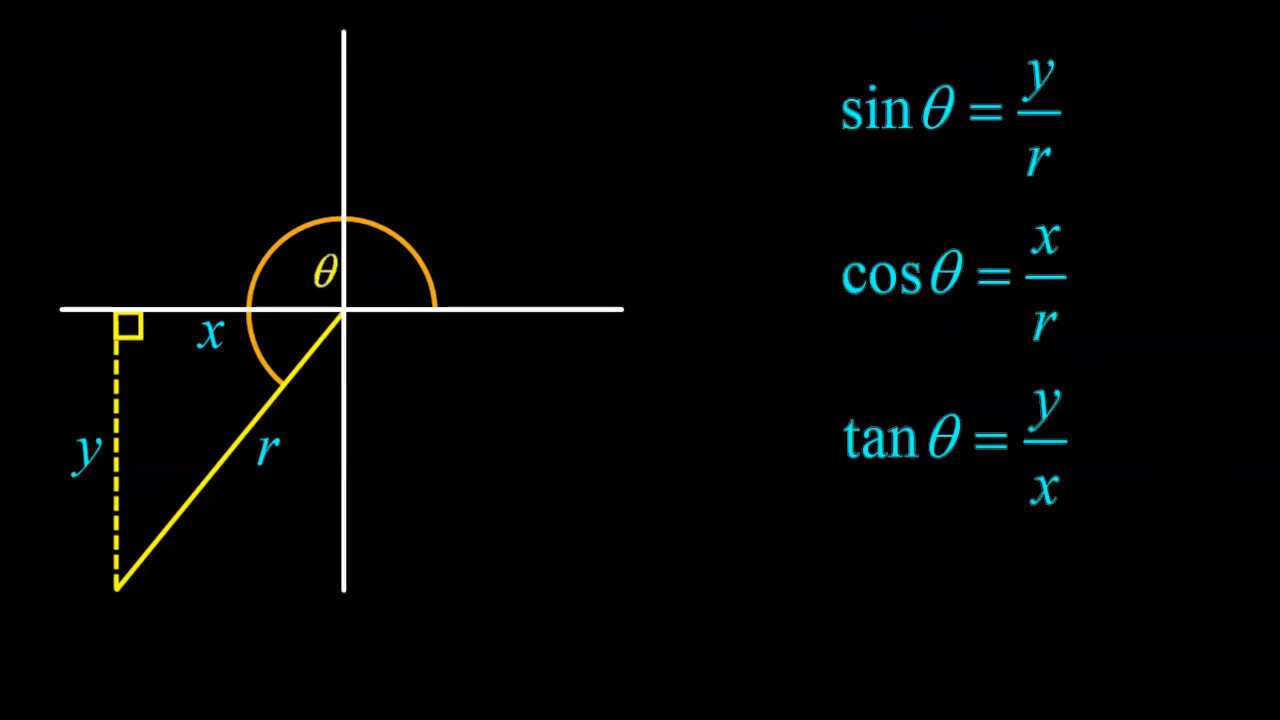 sin θ = y/r
cos θ = x/r
tan θ = y/x
θ
x
y
r